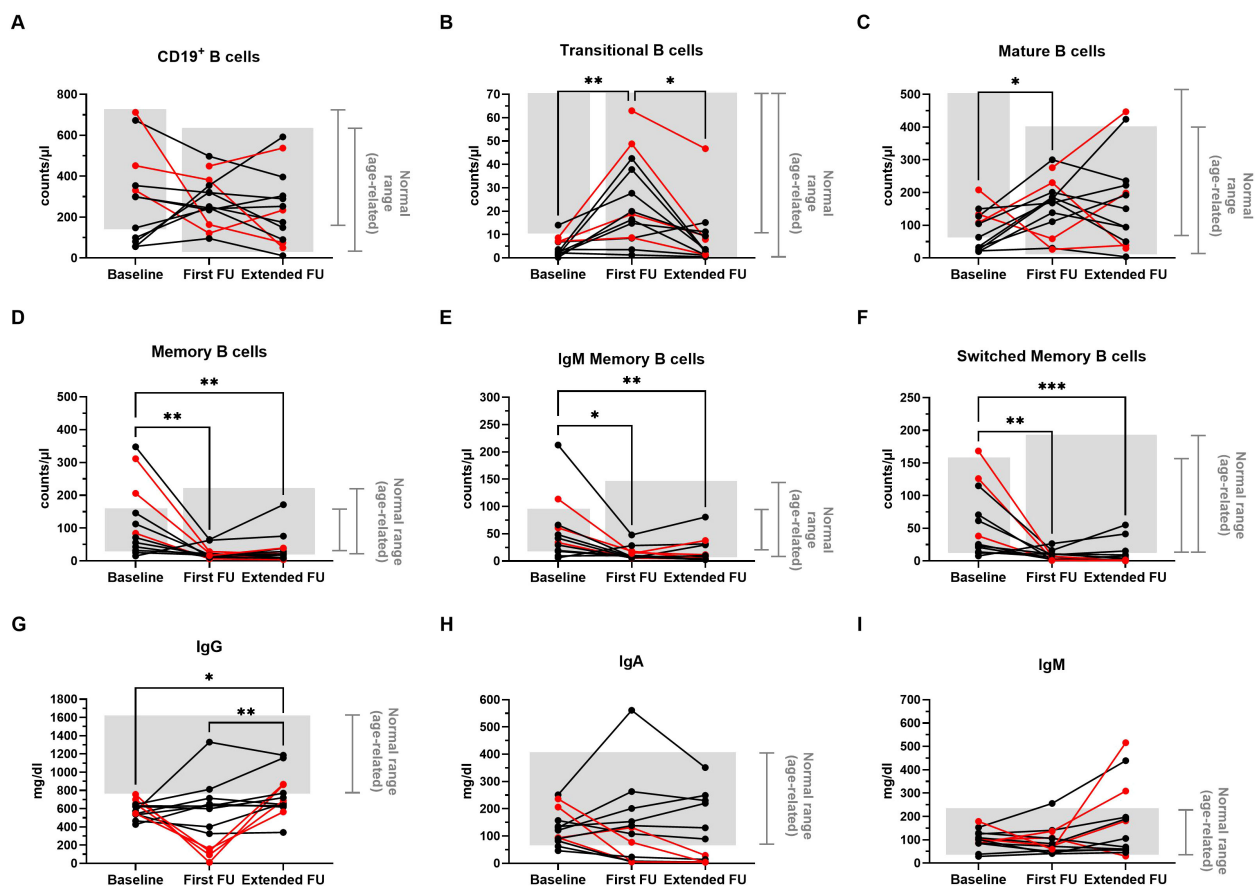 A
CD19⁺ B cells
counts/µl
800
600
400
200
0
Baseline
First FU
Extended FU
Normal
range
(age-related)
B
Transitional B cells
counts/µl
70
60
50
40
30
20
10
0
**
*
Baseline
First FU
Extended FU
Normal
range
(age-related)
C
Mature B cells
counts/µl
500
400
300
200
100
0
*
Baseline
First FU
Extended FU
Normal
range
(age-related)
D
Memory B cells
counts/µl
500
400
300
200
100
0
**
**
Baseline
First FU
Extended FU
Normal range
(age-related)
E
IgM Memory B cells
counts/µl
300
250
200
150
100
50
0
**
*
Baseline
First FU
Extended FU
Normal
range
(age-related)
F
Switched Memory B cells
counts/µl
250
200
150
100
50
0
***
**
Baseline
First FU
Extended FU
Normal range
(age-related)
G
IgG
mg/dl
1800
1600
1400
1200
1000
800
600
400
200
0
*
**
Baseline
First FU
Extended FU
Normal range
(age-related)
H
IgA
mg/dl
600
500
400
300
200
100
0
Baseline
First FU
Extended FU
Normal range
(age-related)
I
IgM
mg/dl
700
600
500
400
300
200
100
0
Baseline
First FU
Extended FU
Normal range
(age-related)